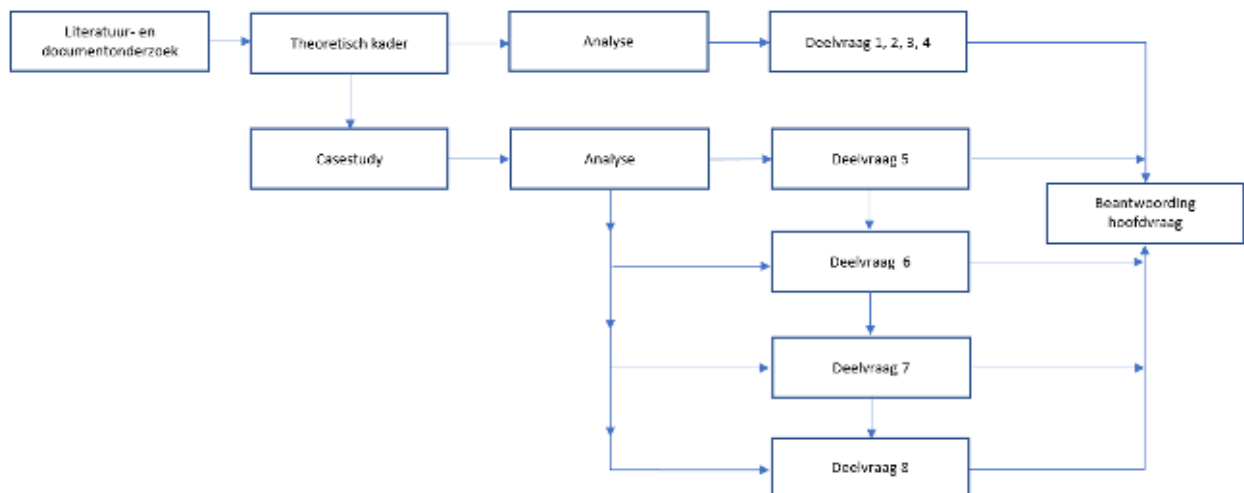 Literatuur- en
documentonderzoek
Theoretisch kader
Analyse
Deelvraag 1, 2, 3, 4
Casestudy
Analyse
Deelvraag 5
Beantwoording
hoofdvraag
Deelvraag 6
Deelvraag 7
Deelvraag 8